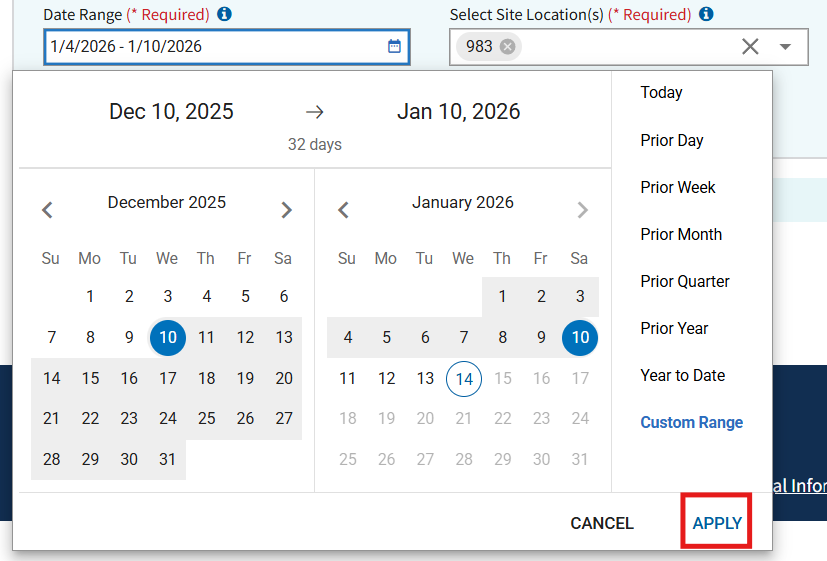 Date Range (* Required)
Select Site Location(s) (* Required)
1/4/2026 - 1/10/2026
983
Dec 10, 2025 → Jan 10, 2026
32 days
December 2025
Su Mo Tu We Th Fr Sa
1 2 3 4 5 6
7 8 9 10 11 12 13
14 15 16 17 18 19 20
21 22 23 24 25 26 27
28 29 30 31
January 2026
Su Mo Tu We Th Fr Sa
1 2 3
4 5 6 7 8 9 10
11 12 13 14 15 16 17
18 19 20 21 22 23 24
25 26 27 28 29 30 31
Today
Prior Day
Prior Week
Prior Month
Prior Quarter
Prior Year
Year to Date
Custom Range
CANCEL
APPLY